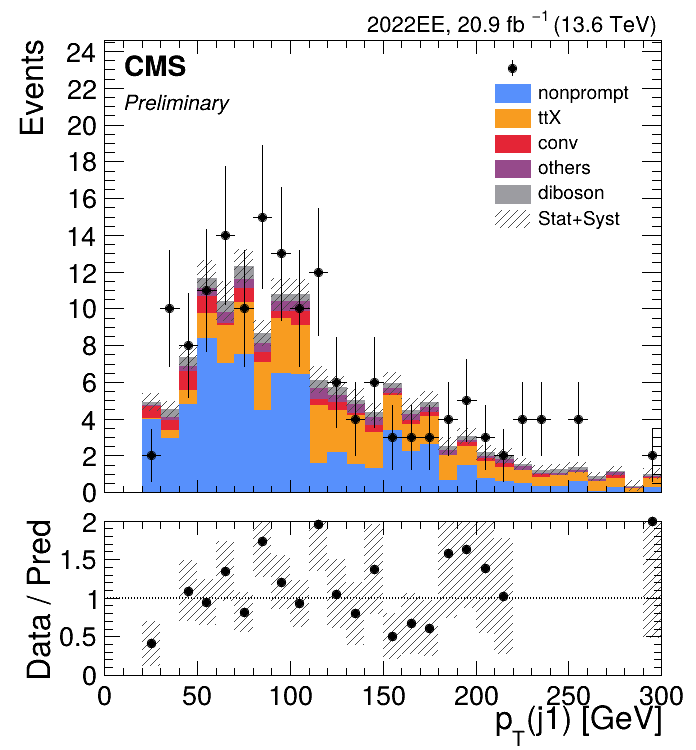 2022EE, 20.9 fb⁻¹ (13.6 TeV)
Events
24
22
20
18
16
14
12
10
8
6
4
2
0
CMS
Preliminary
nonprompt
ttX
conv
others
diboson
Stat+Syst
Data / Pred
2
1.5
1
0.5
0
0 50 100 150 200 250 300
p_T(j1) [GeV]